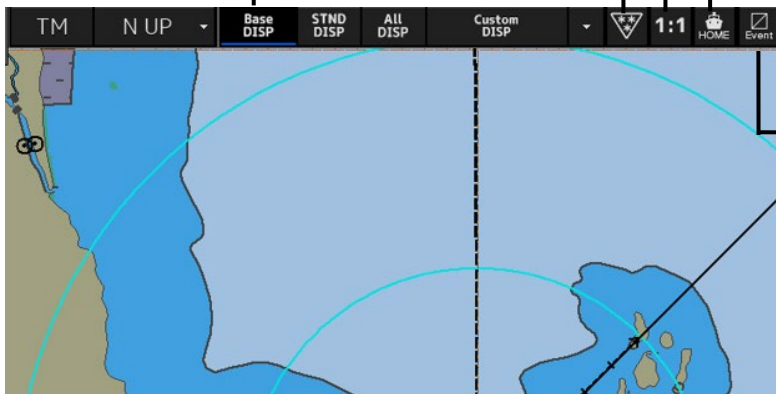 TM
N UP
Base
DISP
STND
DISP
All
DISP
Custom
DISP
1:1
HOME
Event